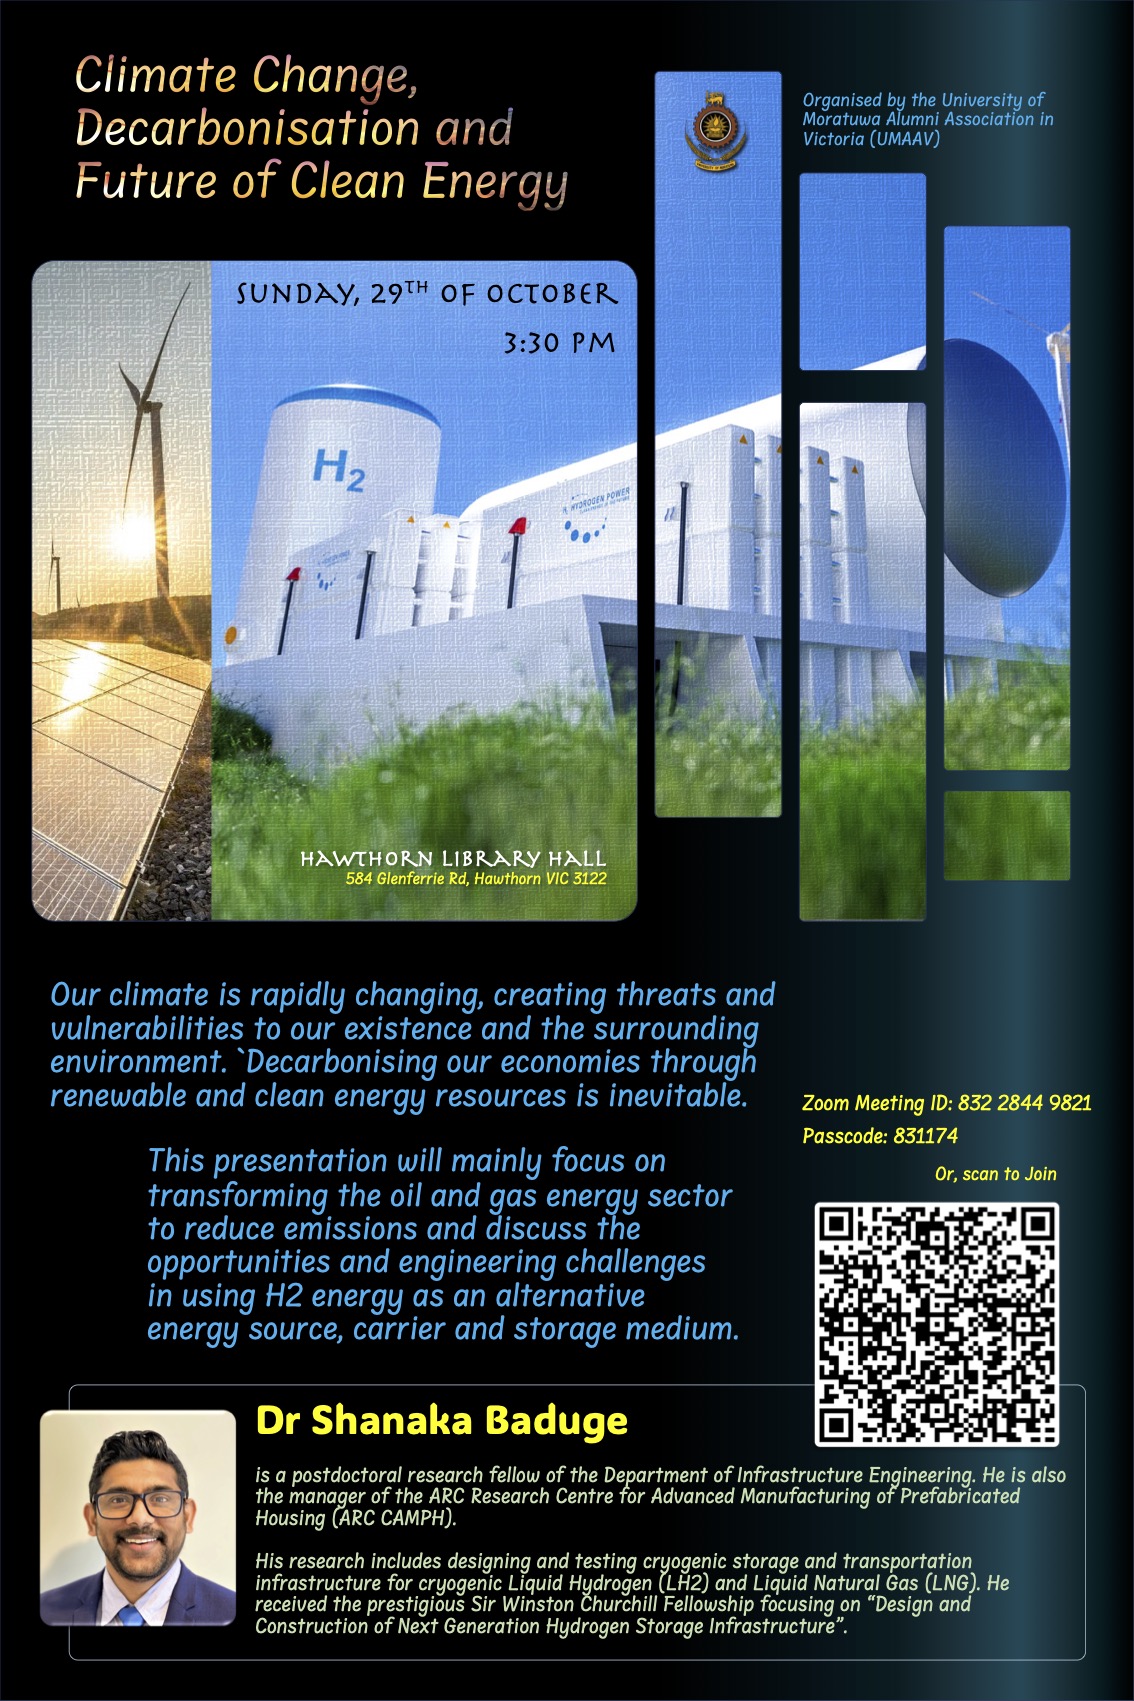 Climate Change,
Decarbonisation and
Future of Clean Energy
Organised by the University of
Moratuwa Alumni Association in
Victoria (UMAAV)
SUNDAY, 29TH OF OCTOBER
3:30 PM
H2
HYDROGEN POWER
HAWTHORN LIBRARY HALL
584 Glenferrie Rd, Hawthorn VIC 3122
Our climate is rapidly changing, creating threats and
vulnerabilities to our existence and the surrounding
environment. `Decarbonising our economies through
renewable and clean energy resources is inevitable.
This presentation will mainly focus on
transforming the oil and gas energy sector
to reduce emissions and discuss the
opportunities and engineering challenges
in using H2 energy as an alternative
energy source, carrier and storage medium.
Zoom Meeting ID: 832 2844 9821
Passcode: 831174
Or, scan to Join
Dr Shanaka Baduge
is a postdoctoral research fellow of the Department of Infrastructure Engineering. He is also
the manager of the ARC Research Centre for Advanced Manufacturing of Prefabricated
Housing (ARC CAMPH).
His research includes designing and testing cryogenic storage and transportation
infrastructure for cryogenic Liquid Hydrogen (LH2) and Liquid Natural Gas (LNG). He
received the prestigious Sir Winston Churchill Fellowship focusing on “Design and
Construction of Next Generation Hydrogen Storage Infrastructure”.